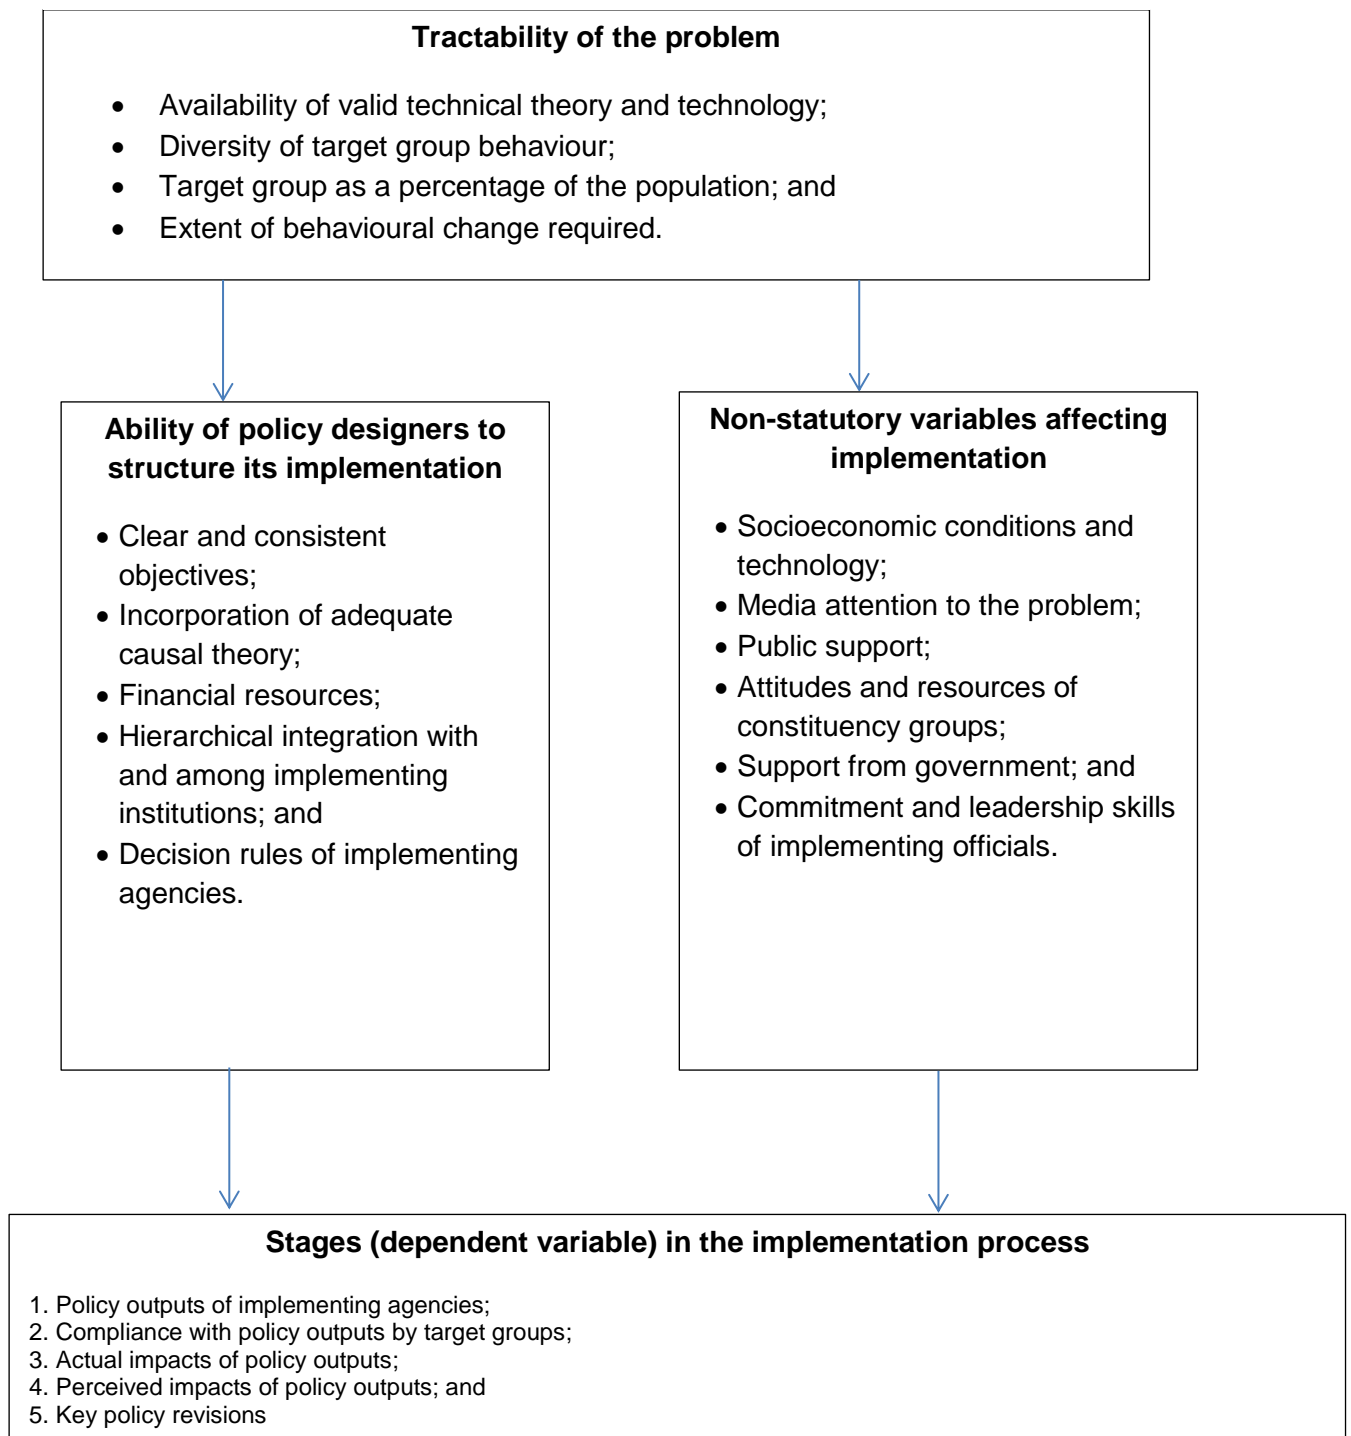 Tractability of the problem
• Availability of valid technical theory and technology;
• Diversity of target group behaviour;
• Target group as a percentage of the population; and
• Extent of behavioural change required.
Ability of policy designers to
structure its implementation
• Clear and consistent
objectives;
• Incorporation of adequate
causal theory;
• Financial resources;
• Hierarchical integration with
and among implementing
institutions; and
• Decision rules of implementing
agencies.
Non-statutory variables affecting
implementation
• Socioeconomic conditions and
technology;
• Media attention to the problem;
• Public support;
• Attitudes and resources of
constituency groups;
• Support from government; and
• Commitment and leadership skills
of implementing officials.
Stages (dependent variable) in the implementation process
1. Policy outputs of implementing agencies;
2. Compliance with policy outputs by target groups;
3. Actual impacts of policy outputs;
4. Perceived impacts of policy outputs; and
5. Key policy revisions